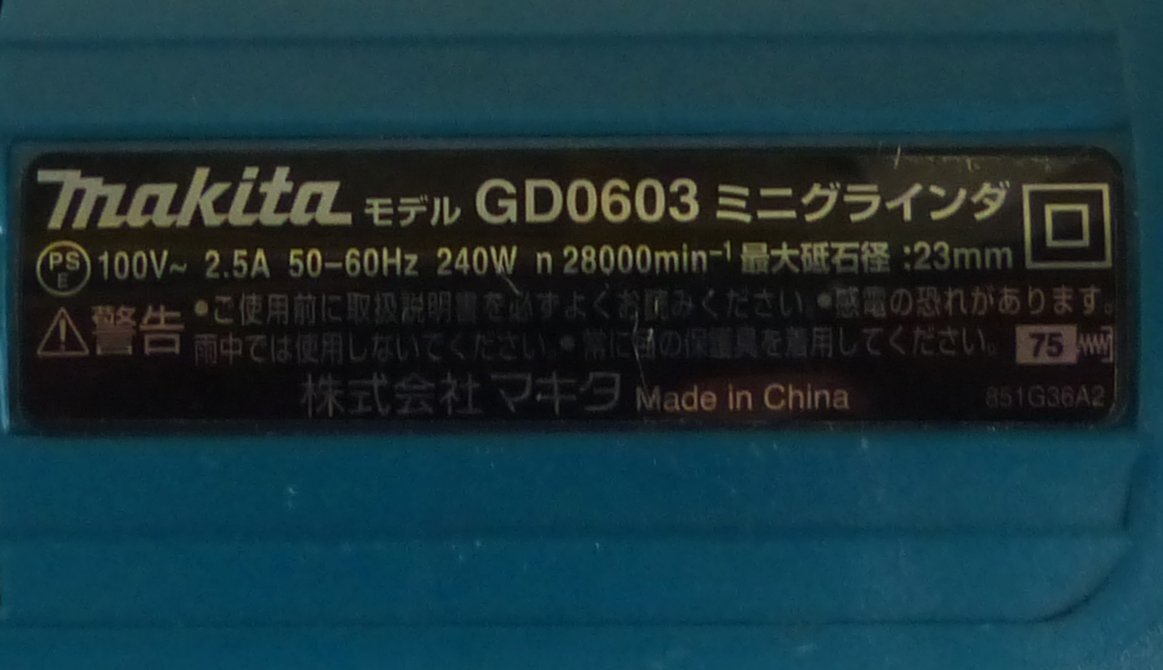 makita モデル GD0603 ミニグラインダ
PS E 100V~ 2.5A 50-60Hz 240W n 28000min⁻¹ 最大砥石径:23mm
警告 •ご使用前に取扱説明書を必ずよくお読みください。•感電の恐れがあります。
雨中では使用しないでください。•常に目の保護具を着用してください。 75
株式会社 マキタ Made in China 851G36A2